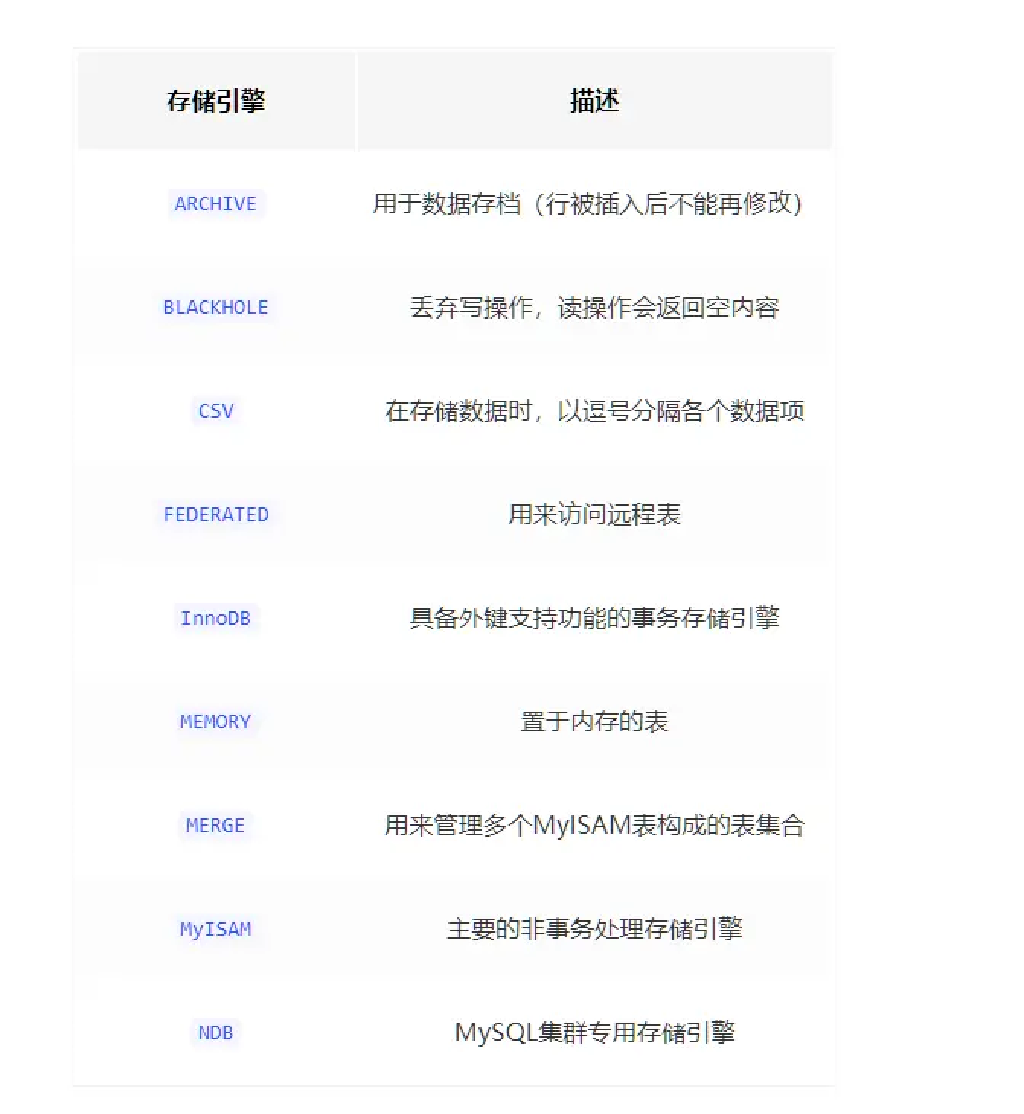 存储引擎 描述
ARCHIVE 用于数据存档（行被插入后不能再修改）
BLACKHOLE 丢弃写操作，读操作会返回空内容
CSV 在存储数据时，以逗号分隔各个数据项
FEDERATED 用来访问远程表
InnoDB 具备外键支持功能的事务存储引擎
MEMORY 置于内存的表
MERGE 用来管理多个MyISAM表构成的表集合
MyISAM 主要的非事务处理存储引擎
NDB MySQL集群专用存储引擎